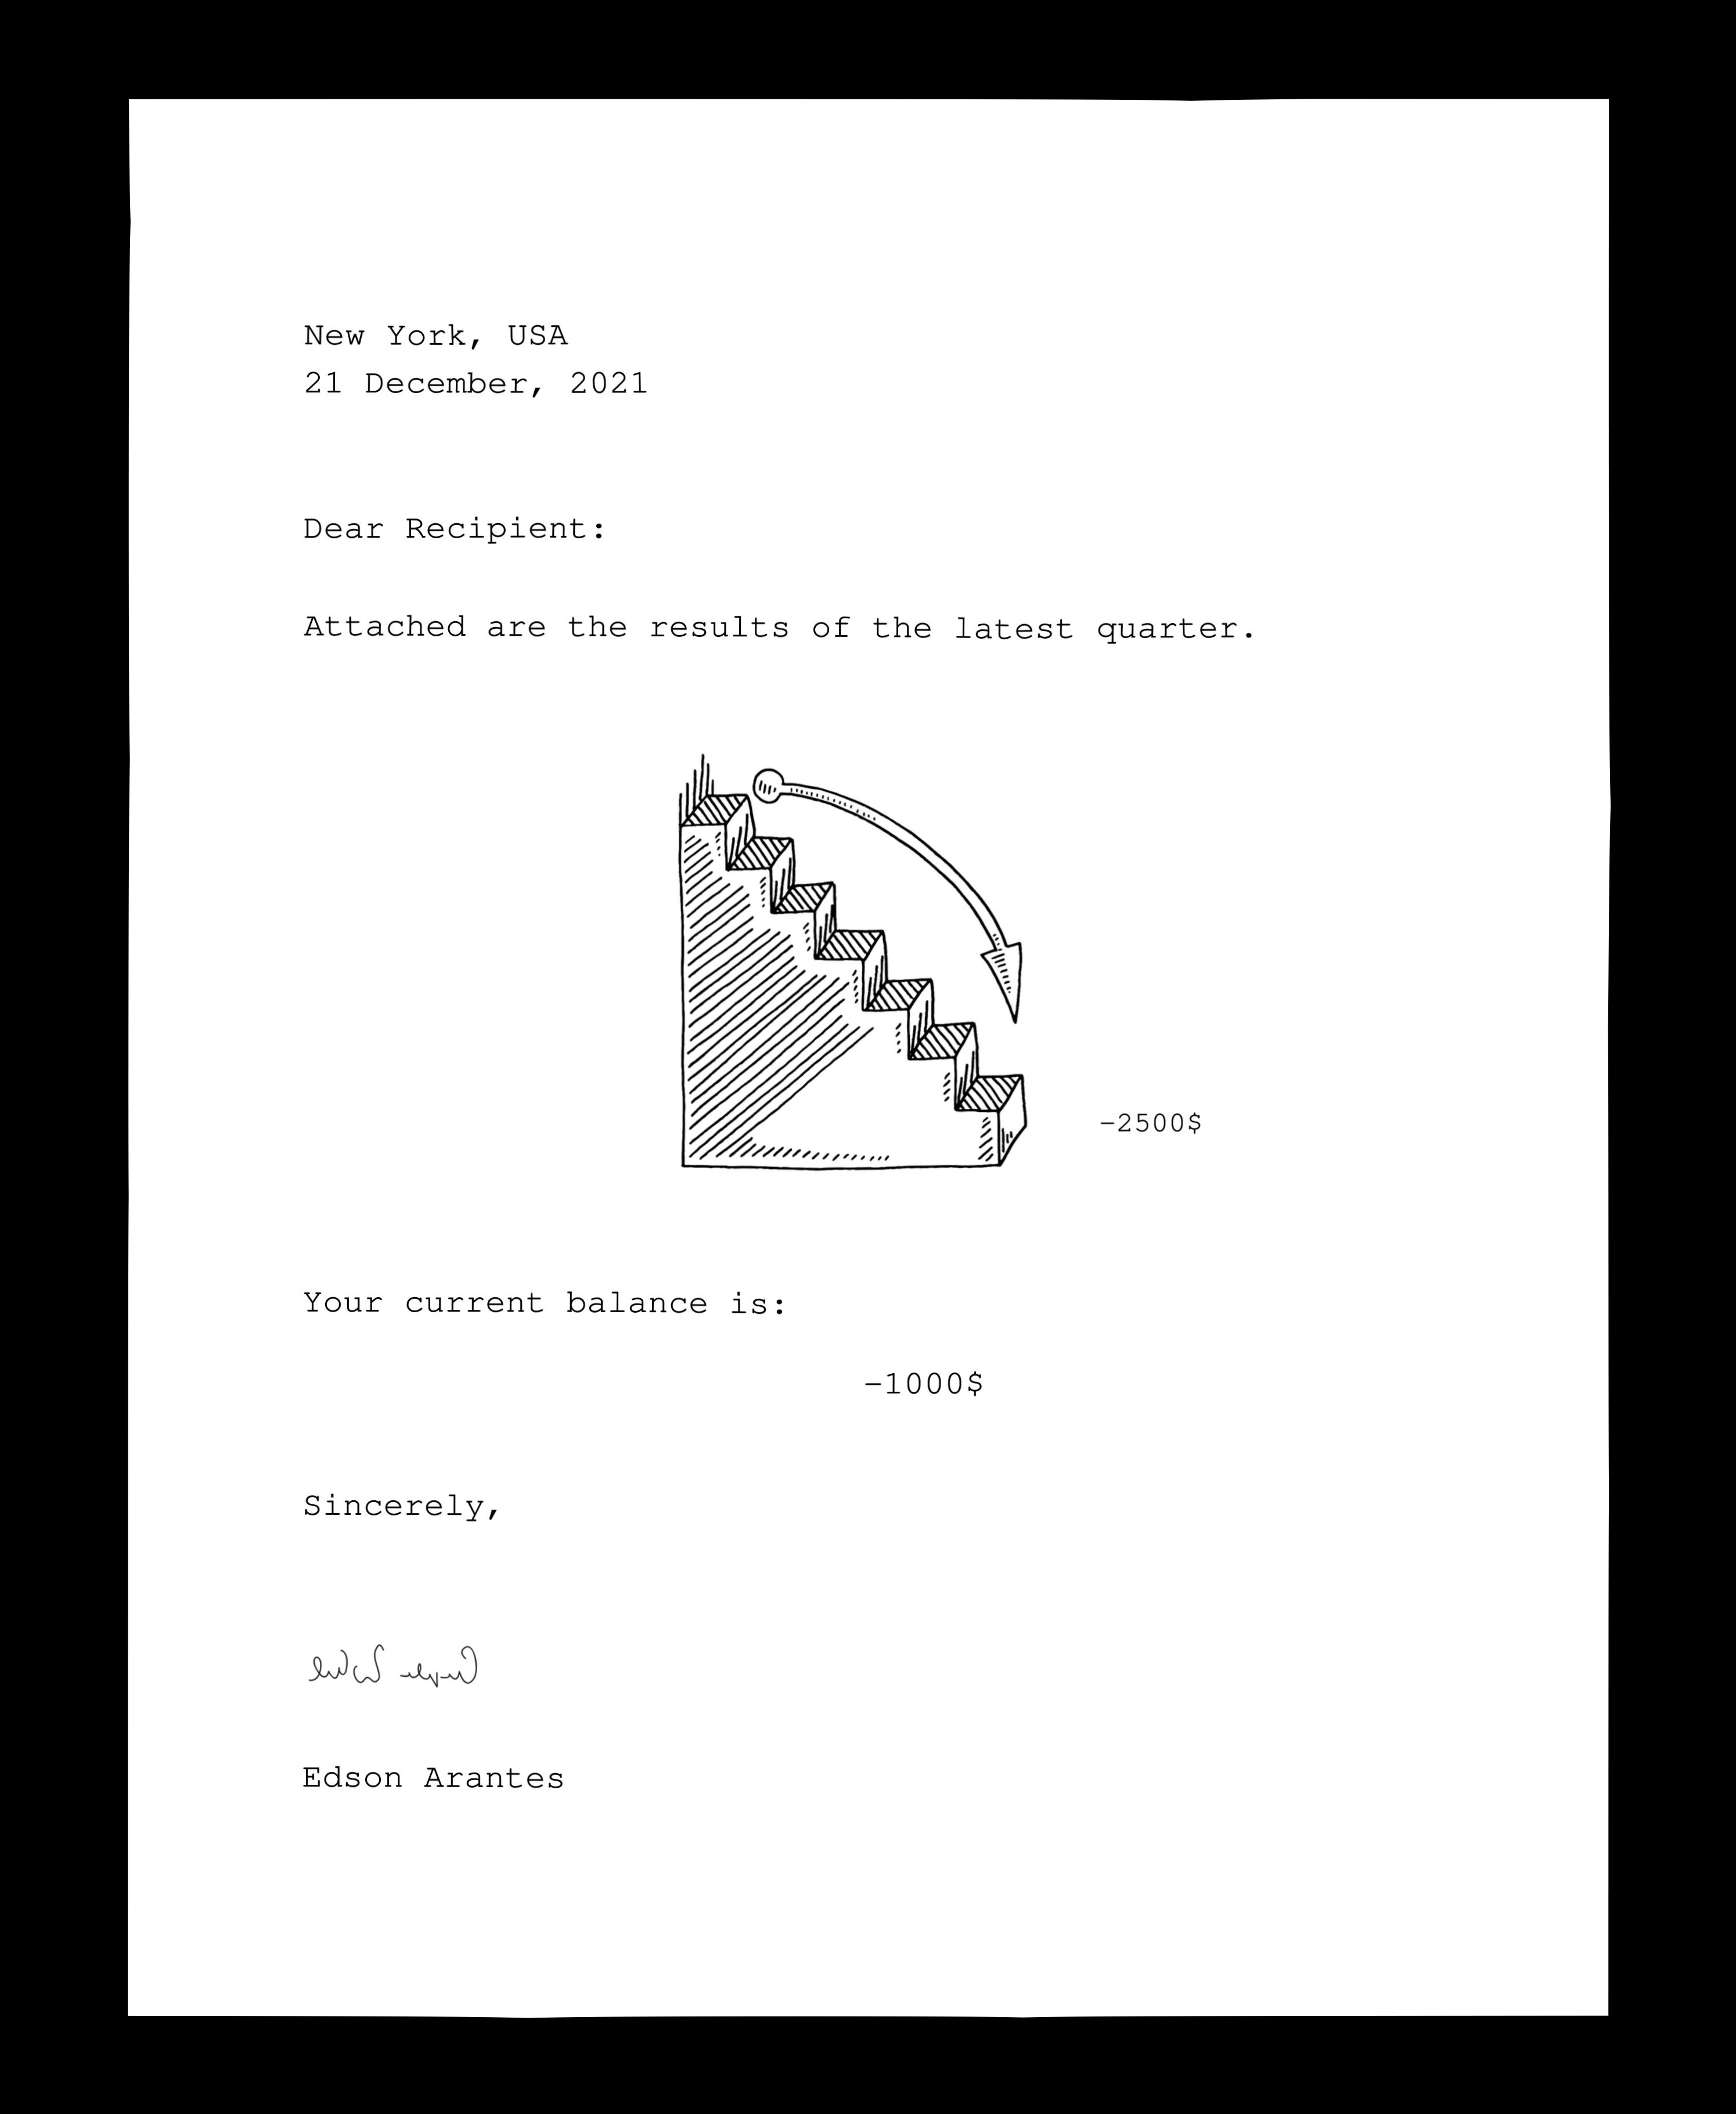 New York, USA
21 December, 2021
Dear Recipient:
Attached are the results of the latest quarter.
-2500$
Your current balance is:
-1000$
Sincerely,
Edson Arantes